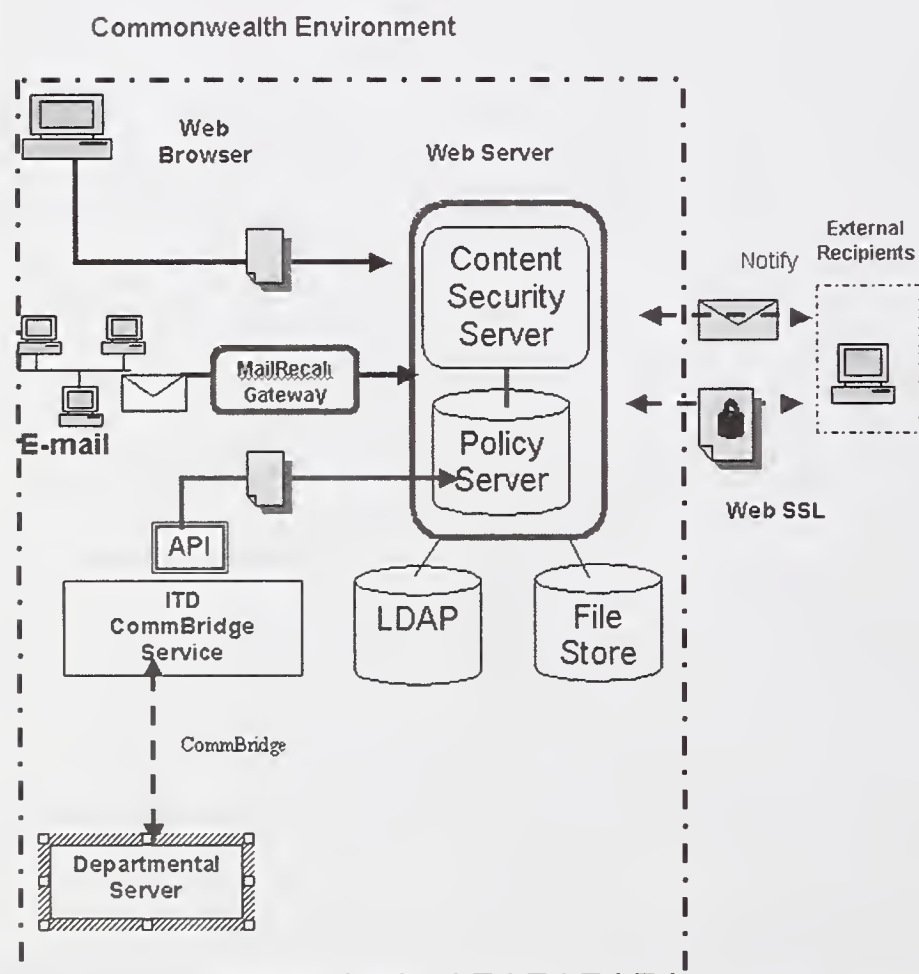 Commonwealth Environment
Web
Browser
Web Server
Content
Security
Server
Notify
External
Recipients
MailRecall
Gateway
E-mail
Policy
Server
Web SSL
API
ITD
CommBridge
Service
LDAP
File
Store
CommBridge
Departmental
Server